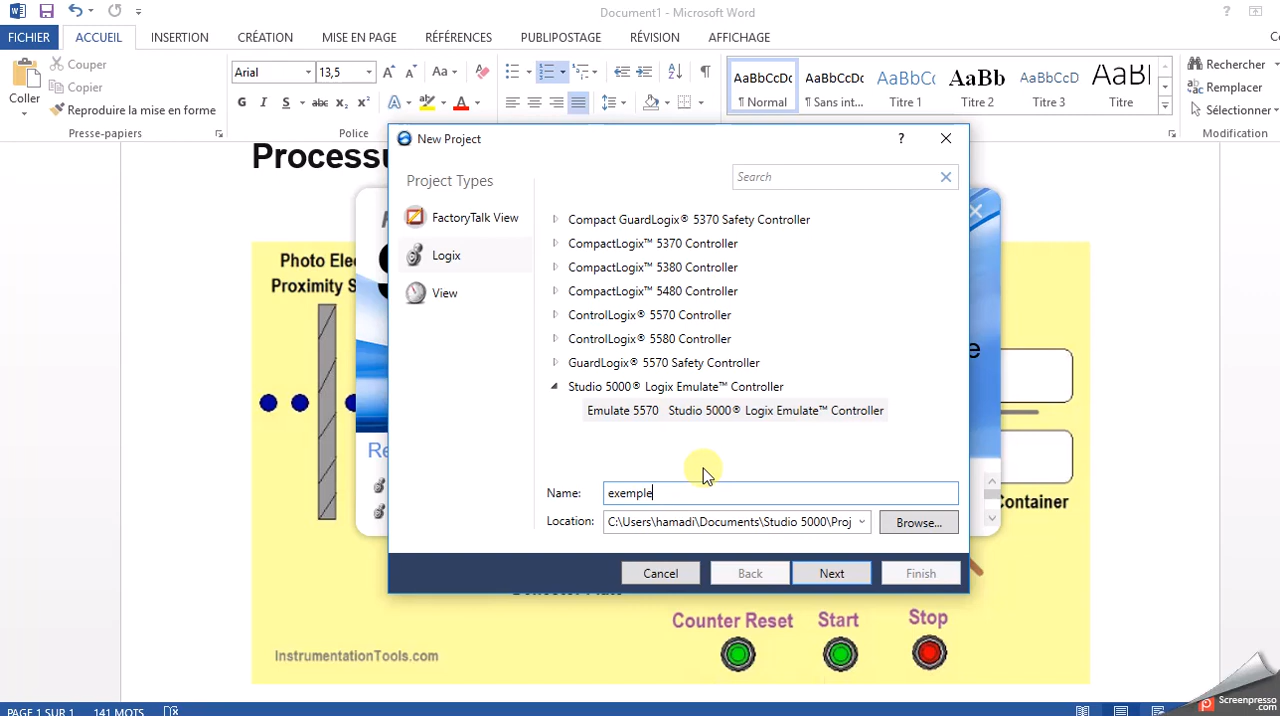 Document1 - Microsoft Word
FICHIER ACCUEIL INSERTION CRÉATION MISE EN PAGE RÉFÉRENCES PUBLIPOSTAGE RÉVISION AFFICHAGE
Coller
Couper
Copier
Reproduire la mise en forme
Presse-papiers
Arial 13,5
Police
AaBbCcDc AaBbCcDc AaBbCc AaBb AaBbCcD AaBbI
¶ Normal ¶ Sans int... Titre 1 Titre 2 Titre 3 Titre
Rechercher
Remplacer
Sélectionner
Modification
New Project
Project Types
FactoryTalk View
Logix
View
Search
Compact GuardLogix® 5370 Safety Controller
CompactLogix™ 5370 Controller
CompactLogix™ 5380 Controller
CompactLogix™ 5480 Controller
ControlLogix® 5570 Controller
ControlLogix® 5580 Controller
GuardLogix® 5570 Safety Controller
Studio 5000® Logix Emulate™ Controller
Emulate 5570 Studio 5000® Logix Emulate™ Controller
Name: exemple
Location: C:\Users\hamadi\Documents\Studio 5000\Proj Browse...
Cancel Back Next Finish
Process
Photo Ele
Proximity S
Re
Container
Counter Reset Start Stop
InstrumentationTools.com
PAGE 1 SUR 1 141 MOTS
Screenpresso
.com